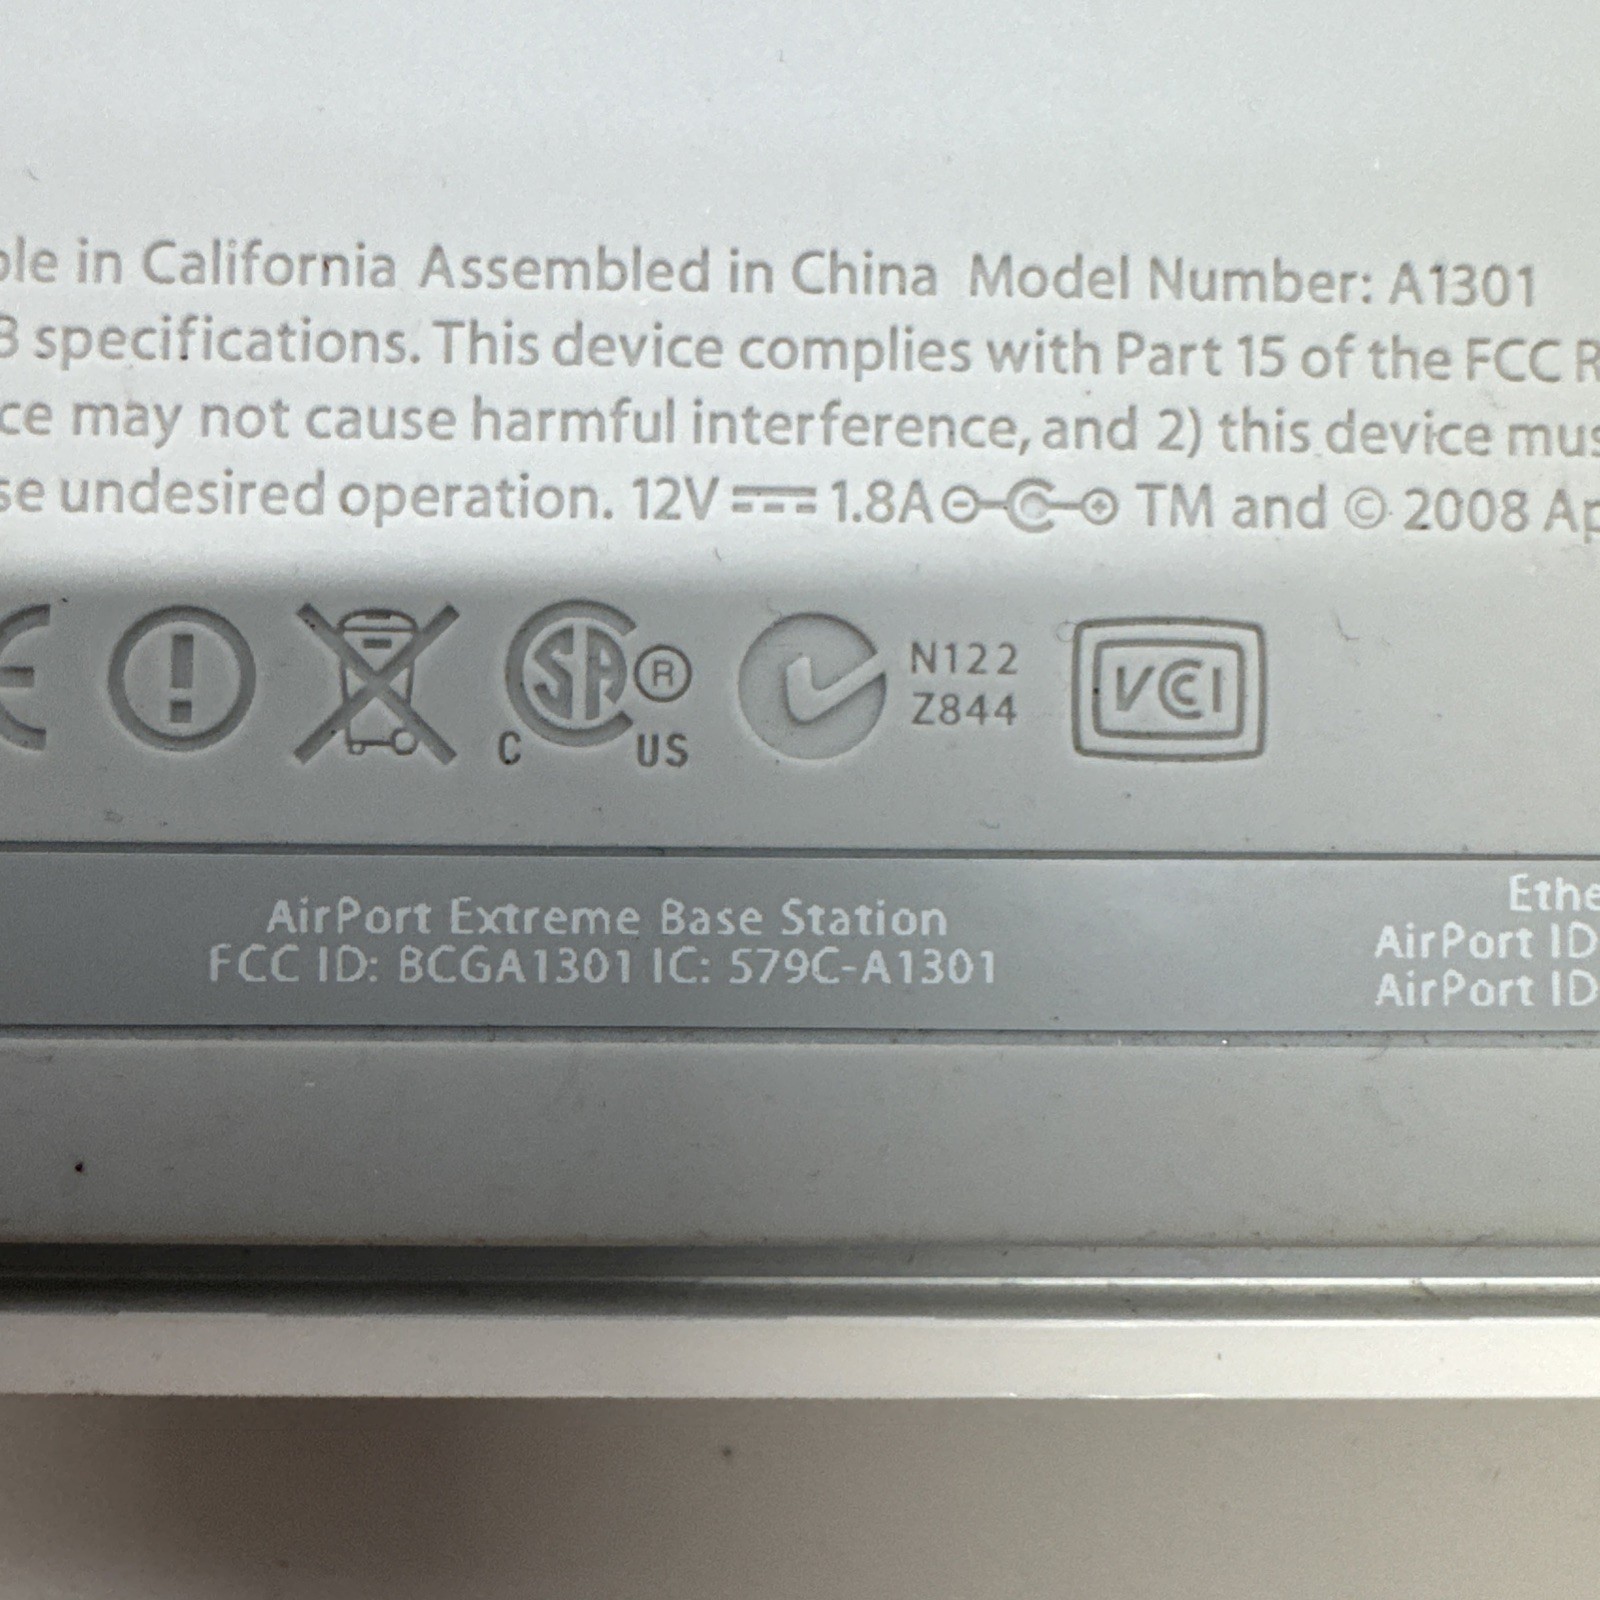 ple in California Assembled in China Model Number: A1301
B specifications. This device complies with Part 15 of the FCC R
ce may not cause harmful interference, and 2) this device mus
se undesired operation. 12V ⎓ 1.8A TM and © 2008 Ap
CE ! C SA ® C US N122 Z844 VCCI
AirPort Extreme Base Station
FCC ID: BCGA1301 IC: 579C-A1301
Ethe
AirPort ID
AirPort ID